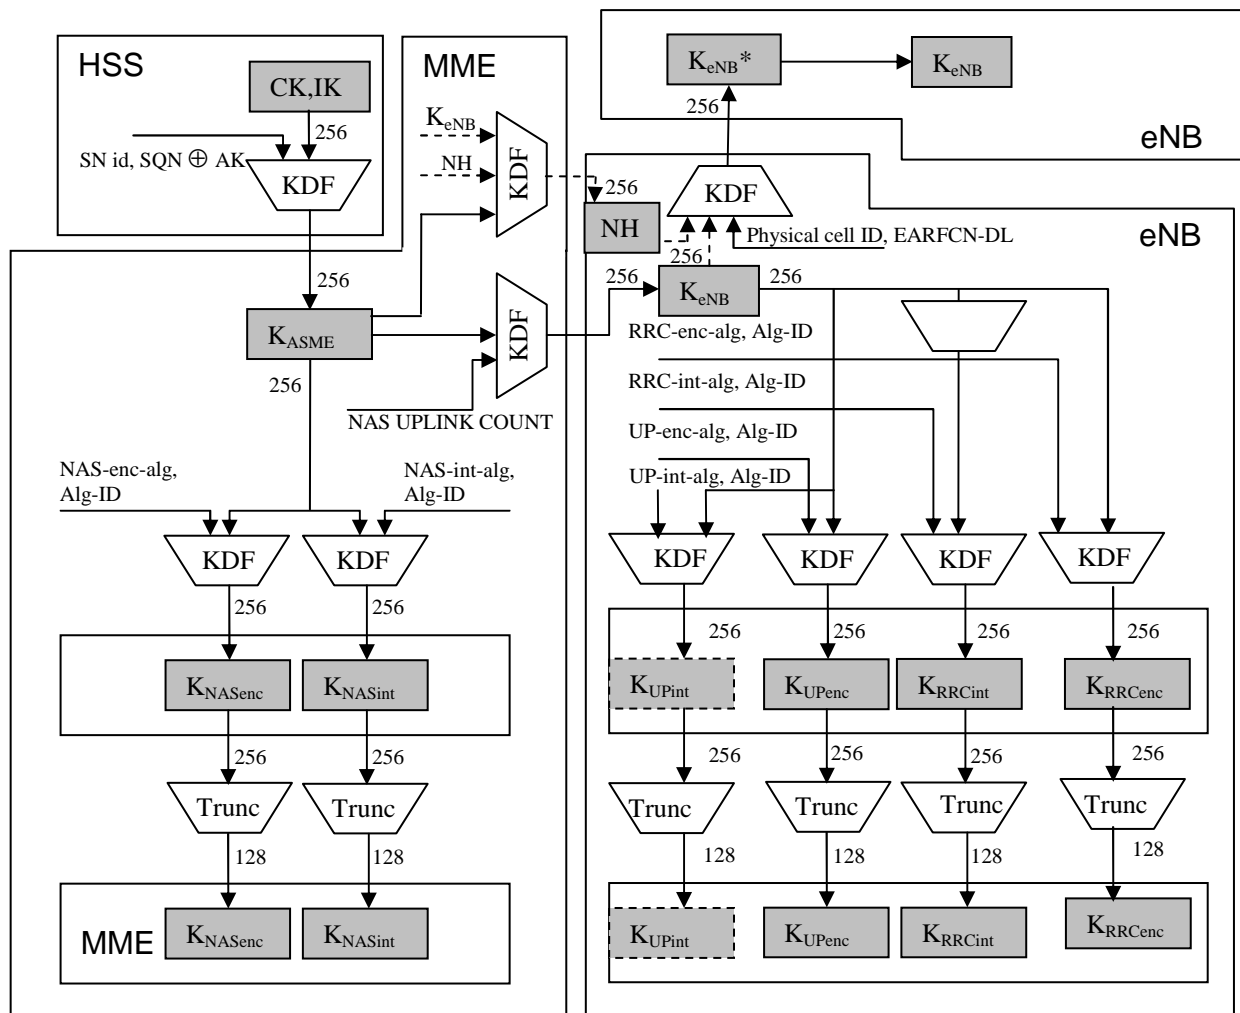 HSS
CK,IK
256
SN id, SQN ⊕ AK
KDF
256
MME
K_eNB
NH
KDF
256
NH
K_eNB*
K_eNB
256
eNB
KDF
eNB
Physical cell ID, EARFCN-DL
256
256
K_eNB
256
K_ASME
256
KDF
NAS UPLINK COUNT
RRC-enc-alg, Alg-ID
RRC-int-alg, Alg-ID
UP-enc-alg, Alg-ID
UP-int-alg, Alg-ID
NAS-enc-alg,
Alg-ID
NAS-int-alg,
Alg-ID
KDF
KDF
KDF
KDF
KDF
KDF
256
256
256
256
256
256
K_NASenc
K_NASint
K_UPint
K_UPenc
K_RRCint
K_RRCenc
256
256
256
256
256
256
Trunc
Trunc
Trunc
Trunc
Trunc
Trunc
128
128
128
128
128
128
MME
K_NASenc
K_NASint
K_UPint
K_UPenc
K_RRCint
K_RRCenc